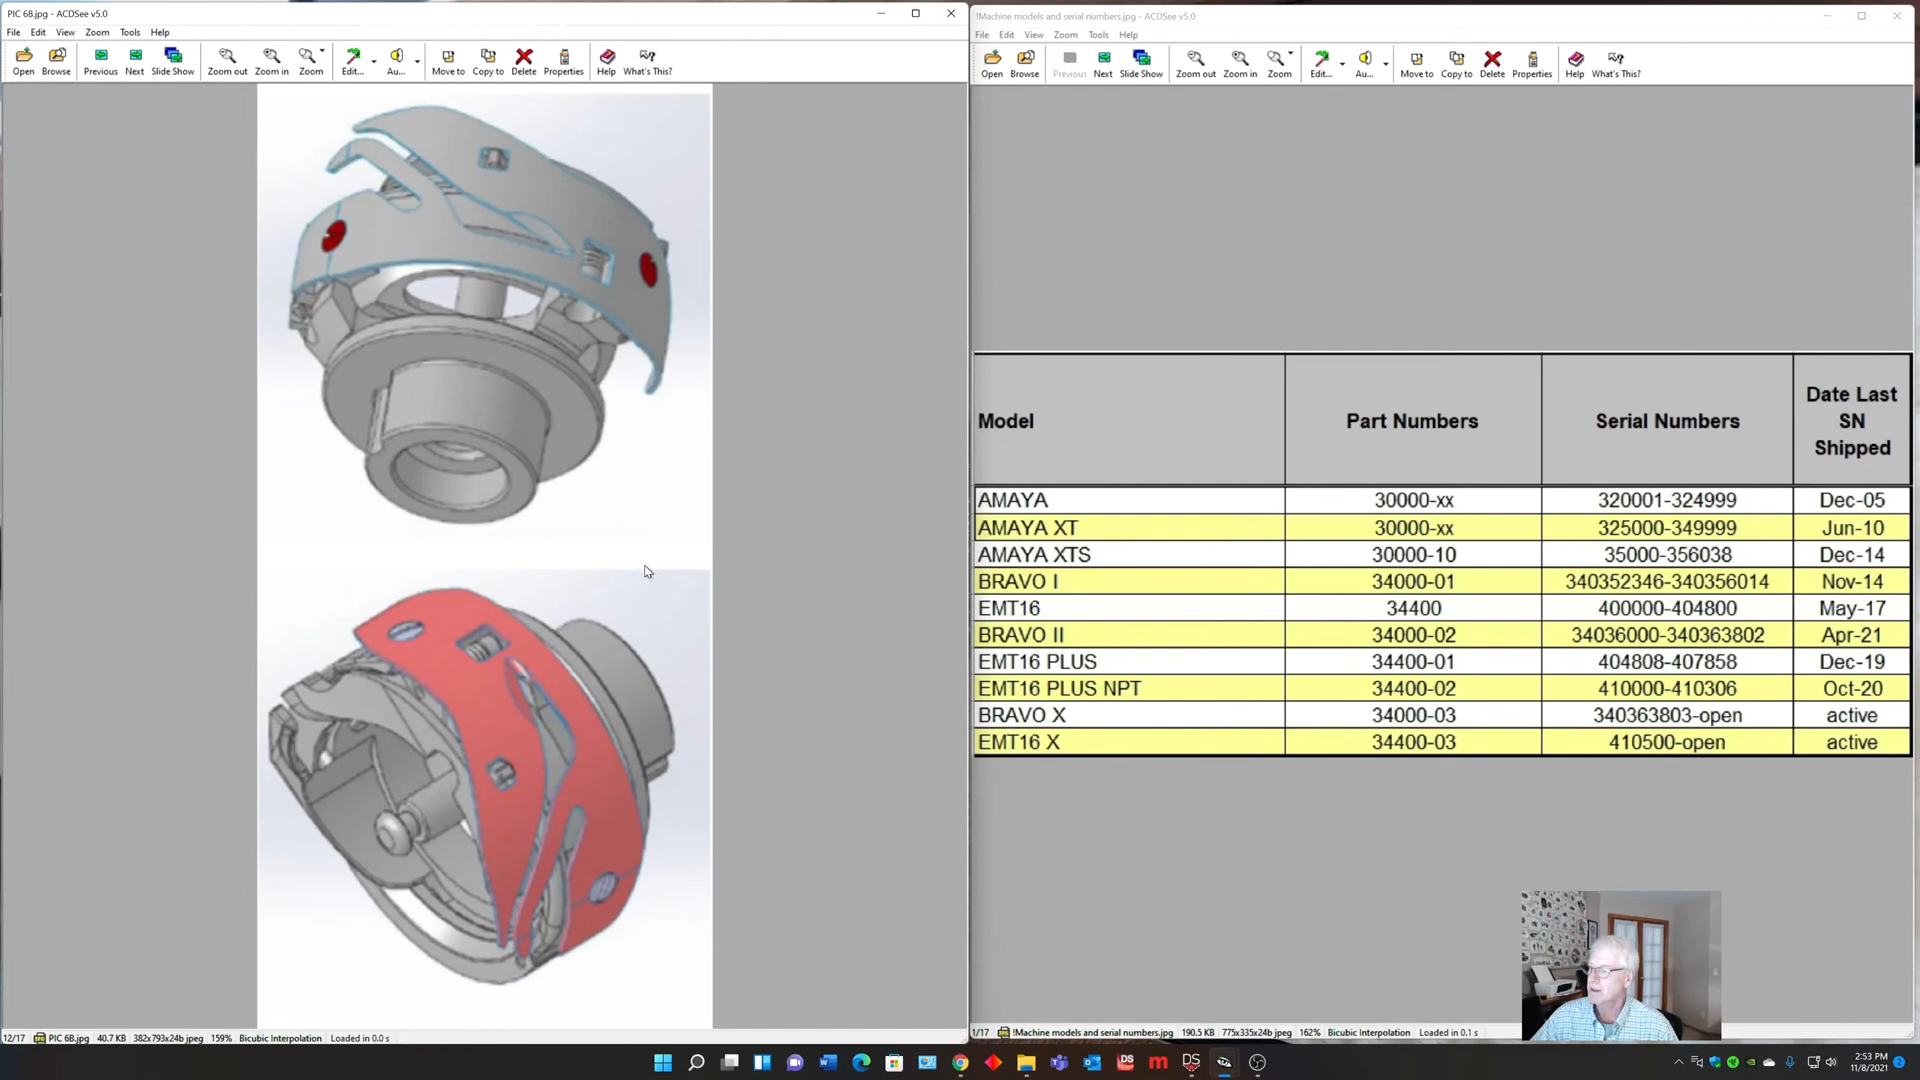 PIC 6B.jpg - ACDSee v5.0
File Edit View Zoom Tools Help
Open Browse Previous Next Slide Show Zoom out Zoom in Zoom Edit... Au... Move to Copy to Delete Properties Help What's This?
12/17 PIC 6B.jpg 40.7 KB 382x793x24b jpeg 159% Bicubic Interpolation Loaded in 0.0 s
!Machine models and serial numbers.jpg - ACDSee v5.0
File Edit View Zoom Tools Help
Open Browse Previous Next Slide Show Zoom out Zoom in Zoom Edit... Au... Move to Copy to Delete Properties Help What's This?
Model Part Numbers Serial Numbers Date Last
SN
Shipped
AMAYA 30000-xx 320001-324999 Dec-05
AMAYA XT 30000-xx 325000-349999 Jun-10
AMAYA XTS 30000-10 35000-356038 Dec-14
BRAVO I 34000-01 340352346-340356014 Nov-14
EMT16 34400 400000-404800 May-17
BRAVO II 34000-02 34036000-340363802 Apr-21
EMT16 PLUS 34400-01 404808-407858 Dec-19
EMT16 PLUS NPT 34400-02 410000-410306 Oct-20
BRAVO X 34000-03 340363803-open active
EMT16 X 34400-03 410500-open active
1/17 !Machine models and serial numbers.jpg 190.5 KB 775x335x24b jpeg 162% Bicubic Interpolation Loaded in 0.1 s
DS DS
2:53 PM
11/8/2021